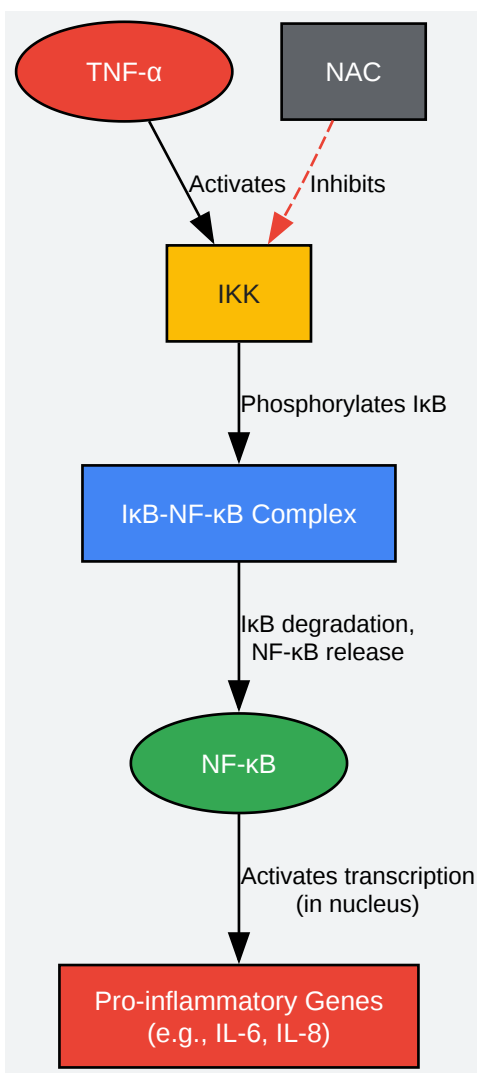 TNF-α
NAC
Activates
Inhibits
IKK
Phosphorylates IκB
IκB-NF-κB Complex
IκB degradation,
NF-κB release
NF-κB
Activates transcription
(in nucleus)
Pro-inflammatory Genes
(e.g., IL-6, IL-8)